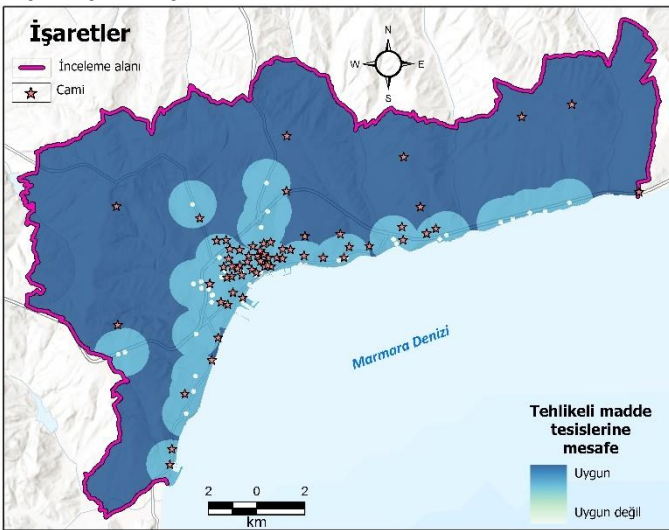 İşaretler
İnceleme alanı
Cami
N
W E
S
Marmara Denizi
2 0 2
km
Tehlikeli madde
tesislerine
mesafe
Uygun
Uygun değil